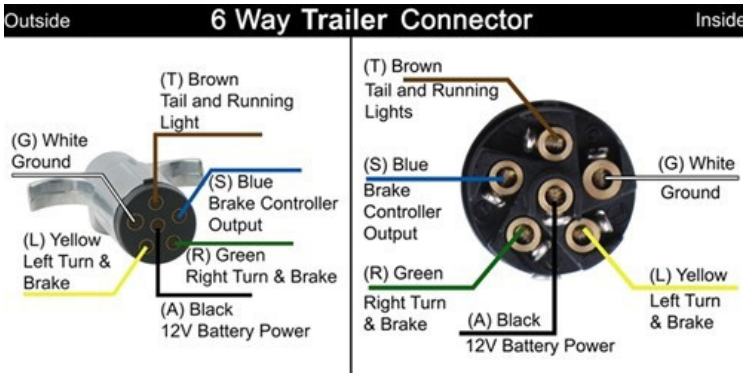 Outside
6 Way Trailer Connector
Inside
(T) Brown
Tail and Running
Light
(G) White
Ground
(S) Blue
Brake Controller
Output
(L) Yellow
Left Turn &
Brake
(R) Green
Right Turn & Brake
(A) Black
12V Battery Power
(T) Brown
Tail and Running
Lights
(S) Blue
Brake
Controller
Output
(G) White
Ground
(R) Green
Right Turn
& Brake
(L) Yellow
Left Turn
& Brake
(A) Black
12V Battery Power